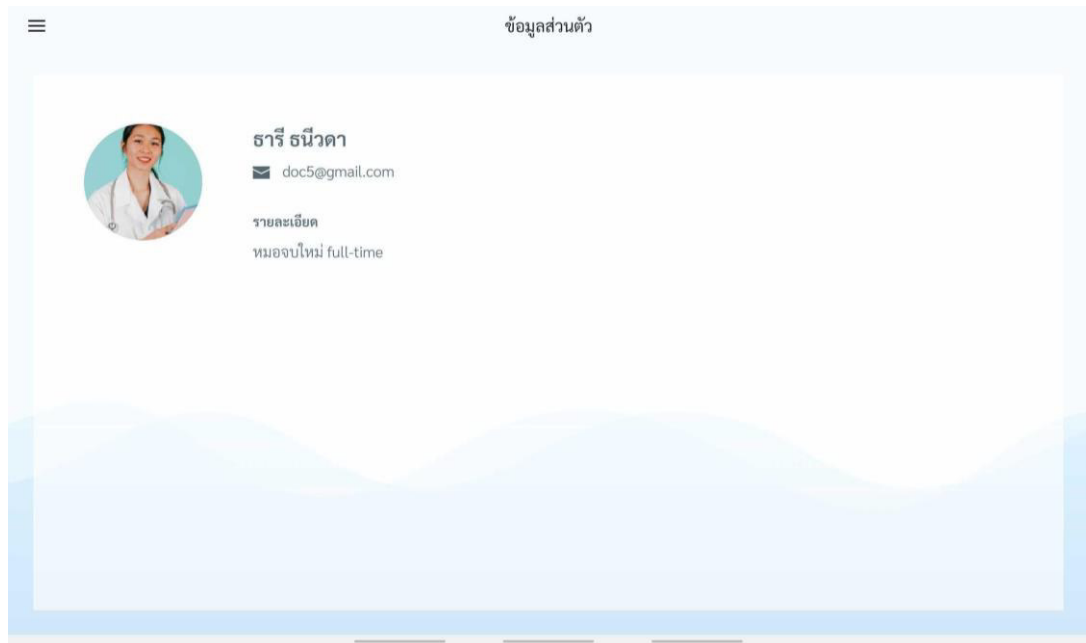 ข้อมูลส่วนตัว
ธารี ธนีวดา
doc5@gmail.com
รายละเอียด
หมอจบใหม่ full-time